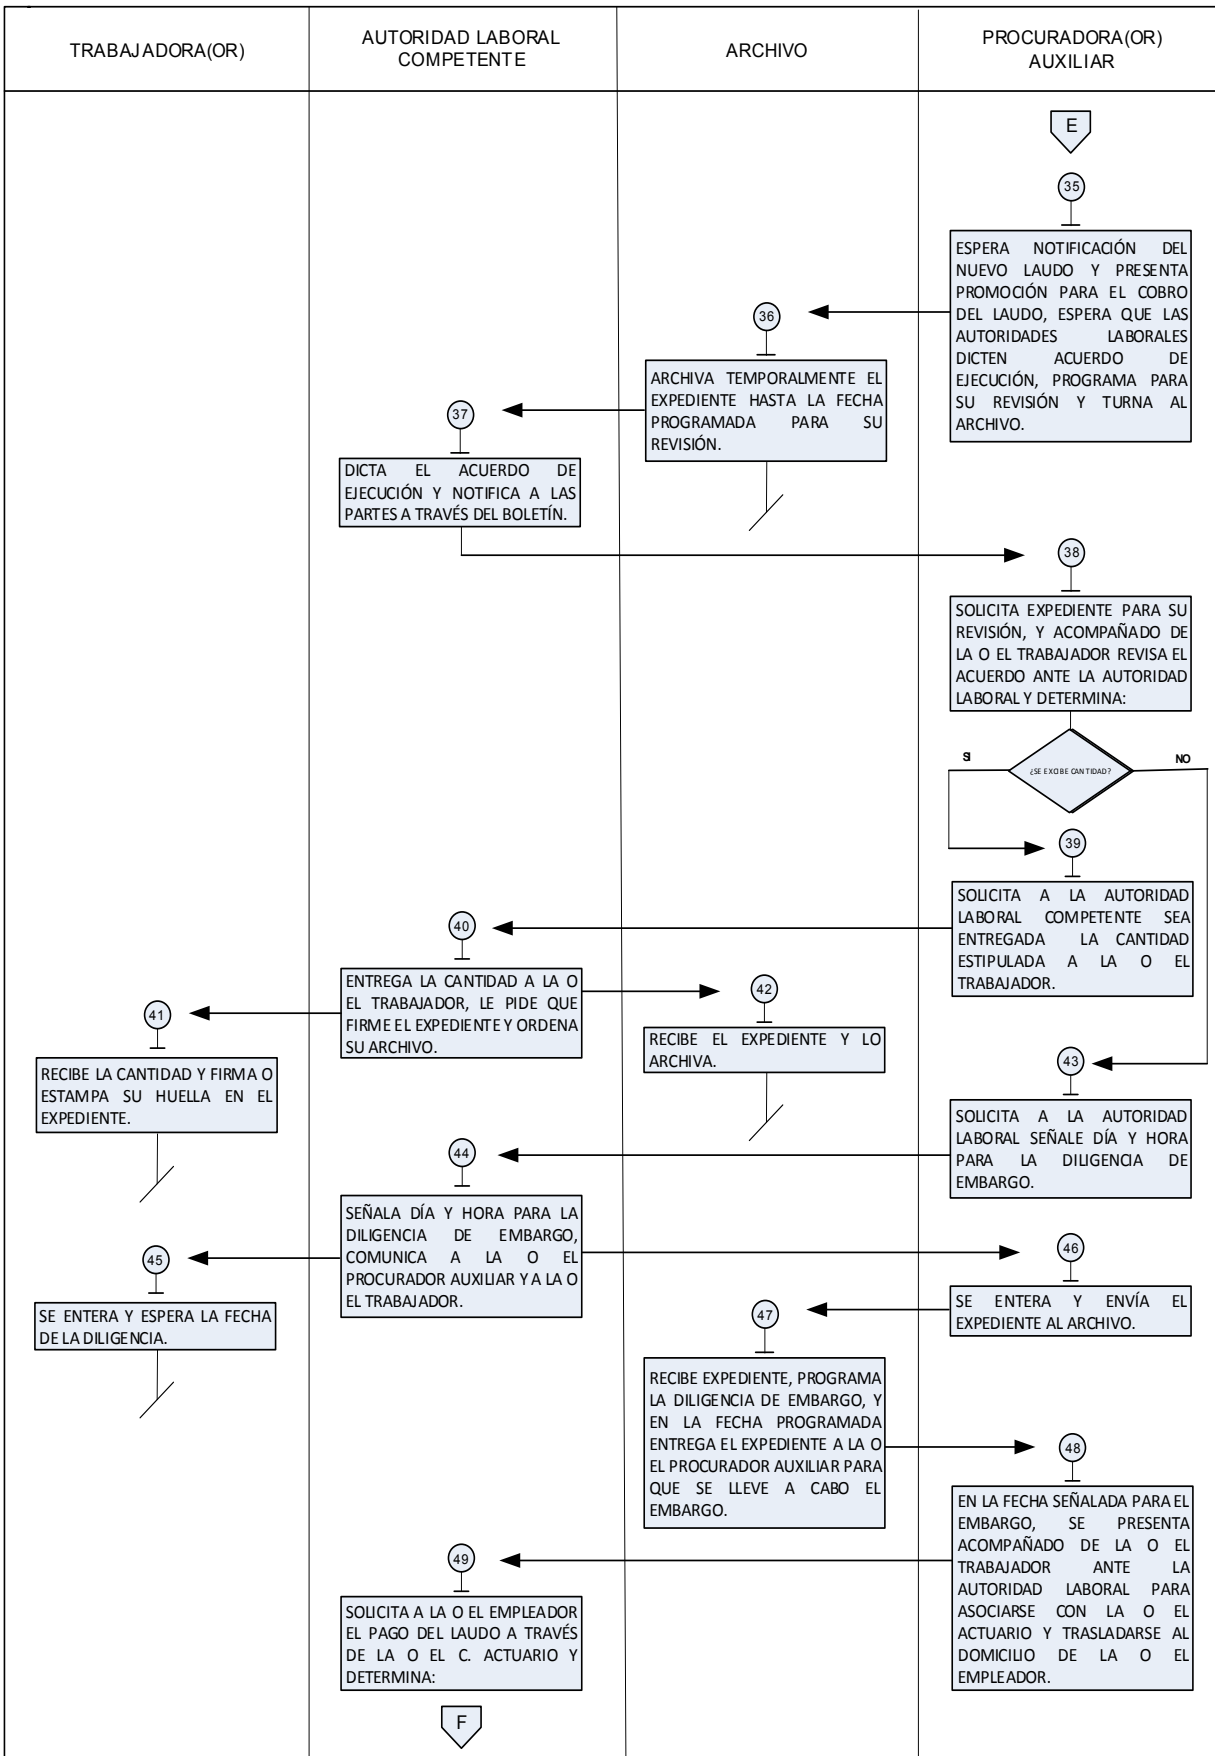 TRABAJADORA(OR)
AUTORIDAD LABORAL
COMPETENTE
ARCHIVO
PROCURADORA(OR)
AUXILIAR
E
35
ESPERA NOTIFICACIÓN DEL
NUEVO LAUDO Y PRESENTA
PROMOCIÓN PARA EL COBRO
DEL LAUDO, ESPERA QUE LAS
AUTORIDADES LABORALES
DICTEN ACUERDO DE
EJECUCIÓN, PROGRAMA PARA
SU REVISIÓN Y TURNA AL
ARCHIVO.
36
ARCHIVA TEMPORALMENTE EL
EXPEDIENTE HASTA LA FECHA
PROGRAMADA PARA SU
REVISIÓN.
37
DICTA EL ACUERDO DE
EJECUCIÓN Y NOTIFICA A LAS
PARTES A TRAVÉS DEL BOLETÍN.
38
SOLICITA EXPEDIENTE PARA SU
REVISIÓN, Y ACOMPAÑADO DE
LA O EL TRABAJADOR REVISA EL
ACUERDO ANTE LA AUTORIDAD
LABORAL Y DETERMINA:
¿SE EXIBE CANTIDAD?
SI
NO
39
SOLICITA A LA AUTORIDAD
LABORAL COMPETENTE SEA
ENTREGADA LA CANTIDAD
ESTIPULADA A LA O EL
TRABAJADOR.
40
ENTREGA LA CANTIDAD A LA O
EL TRABAJADOR, LE PIDE QUE
FIRME EL EXPEDIENTE Y ORDENA
SU ARCHIVO.
41
RECIBE LA CANTIDAD Y FIRMA O
ESTAMPA SU HUELLA EN EL
EXPEDIENTE.
42
RECIBE EL EXPEDIENTE Y LO
ARCHIVA.
43
SOLICITA A LA AUTORIDAD
LABORAL SEÑALE DÍA Y HORA
PARA LA DILIGENCIA DE
EMBARGO.
44
SEÑALA DÍA Y HORA PARA LA
DILIGENCIA DE EMBARGO,
COMUNICA A LA O EL
PROCURADOR AUXILIAR Y A LA O
EL TRABAJADOR.
45
SE ENTERA Y ESPERA LA FECHA
DE LA DILIGENCIA.
46
SE ENTERA Y ENVÍA EL
EXPEDIENTE AL ARCHIVO.
47
RECIBE EXPEDIENTE, PROGRAMA
LA DILIGENCIA DE EMBARGO, Y
EN LA FECHA PROGRAMADA
ENTREGA EL EXPEDIENTE A LA O
EL PROCURADOR AUXILIAR PARA
QUE SE LLEVE A CABO EL
EMBARGO.
48
EN LA FECHA SEÑALADA PARA EL
EMBARGO, SE PRESENTA
ACOMPAÑADO DE LA O EL
TRABAJADOR ANTE LA
AUTORIDAD LABORAL PARA
ASOCIARSE CON LA O EL
ACTUARIO Y TRASLADARSE AL
DOMICILIO DE LA O EL
EMPLEADOR.
49
SOLICITA A LA O EL EMPLEADOR
EL PAGO DEL LAUDO A TRAVÉS
DE LA O EL C. ACTUARIO Y
DETERMINA:
F